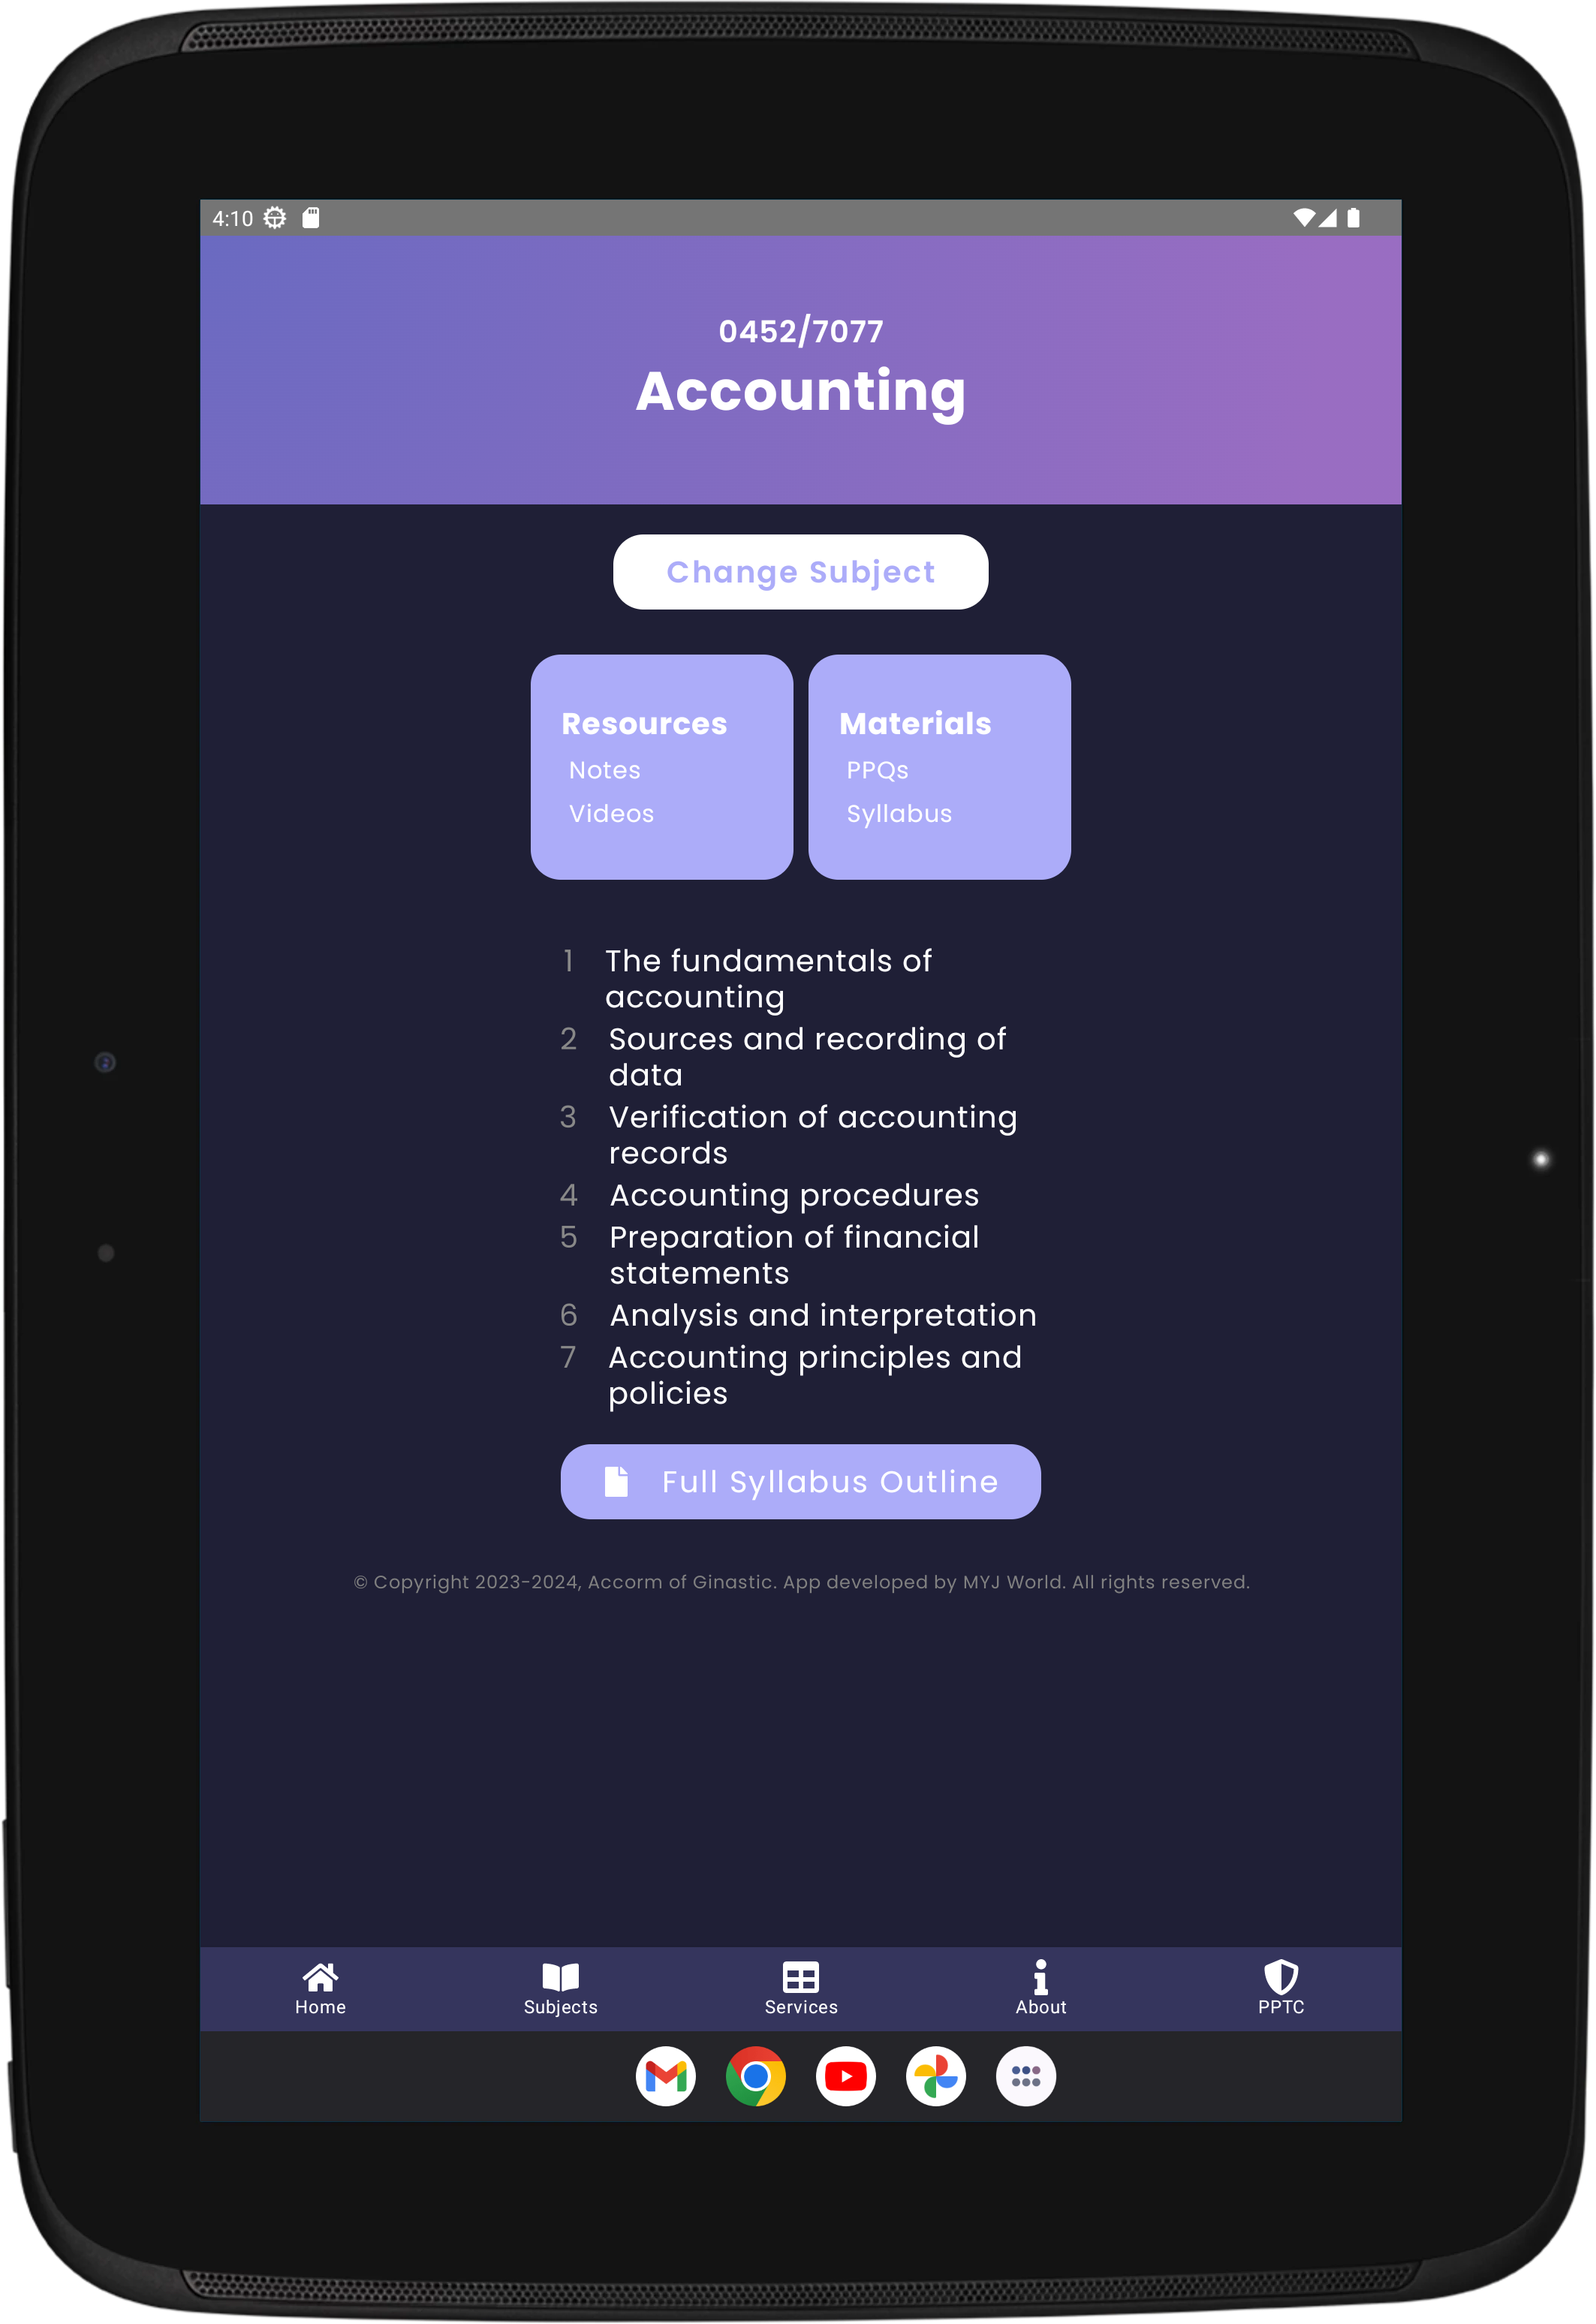 4:10
0452/7077
Accounting
Change Subject
Resources
Notes
Videos
Materials
PPQs
Syllabus
1 The fundamentals of
accounting
2 Sources and recording of
data
3 Verification of accounting
records
4 Accounting procedures
5 Preparation of financial
statements
6 Analysis and interpretation
7 Accounting principles and
policies
Full Syllabus Outline
© Copyright 2023-2024, Accorm of Ginastic. App developed by MYJ World. All rights reserved.
Home Subjects Services About PPTC